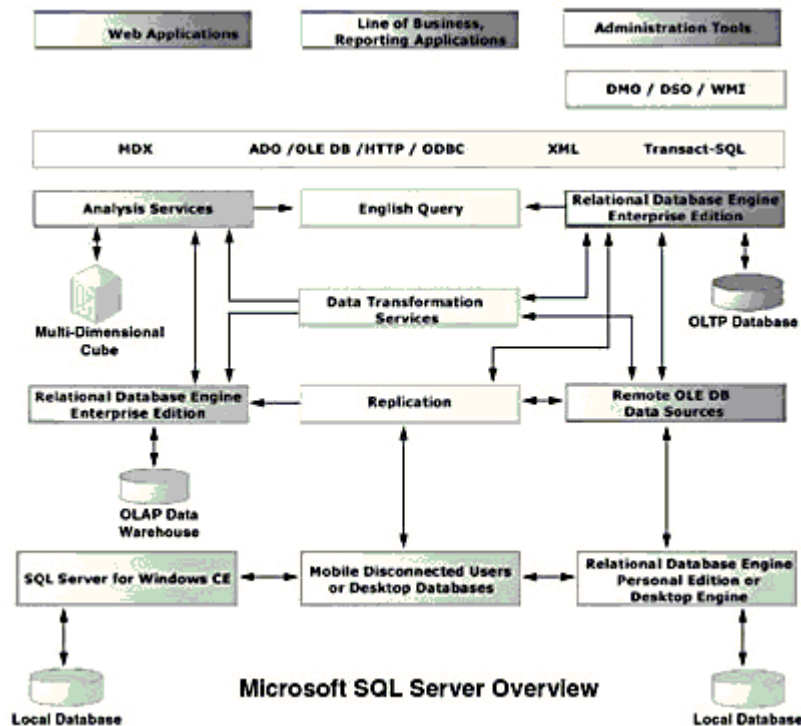 Web Applications
Line of Business,
Reporting Applications
Administration Tools
DMO / DSO / WMI
MDX
ADO /OLE DB /HTTP / ODBC
XML
Transact-SQL
Analysis Services
English Query
Relational Database Engine
Enterprise Edition
Multi-Dimensional
Cube
Data Transformation
Services
OLTP Database
Relational Database Engine
Enterprise Edition
Replication
Remote OLE DB
Data Sources
OLAP Data
Warehouse
SQL Server for Windows CE
Mobile Disconnected Users
or Desktop Databases
Relational Database Engine
Personal Edition or
Desktop Engine
Local Database
Microsoft SQL Server Overview
Local Database